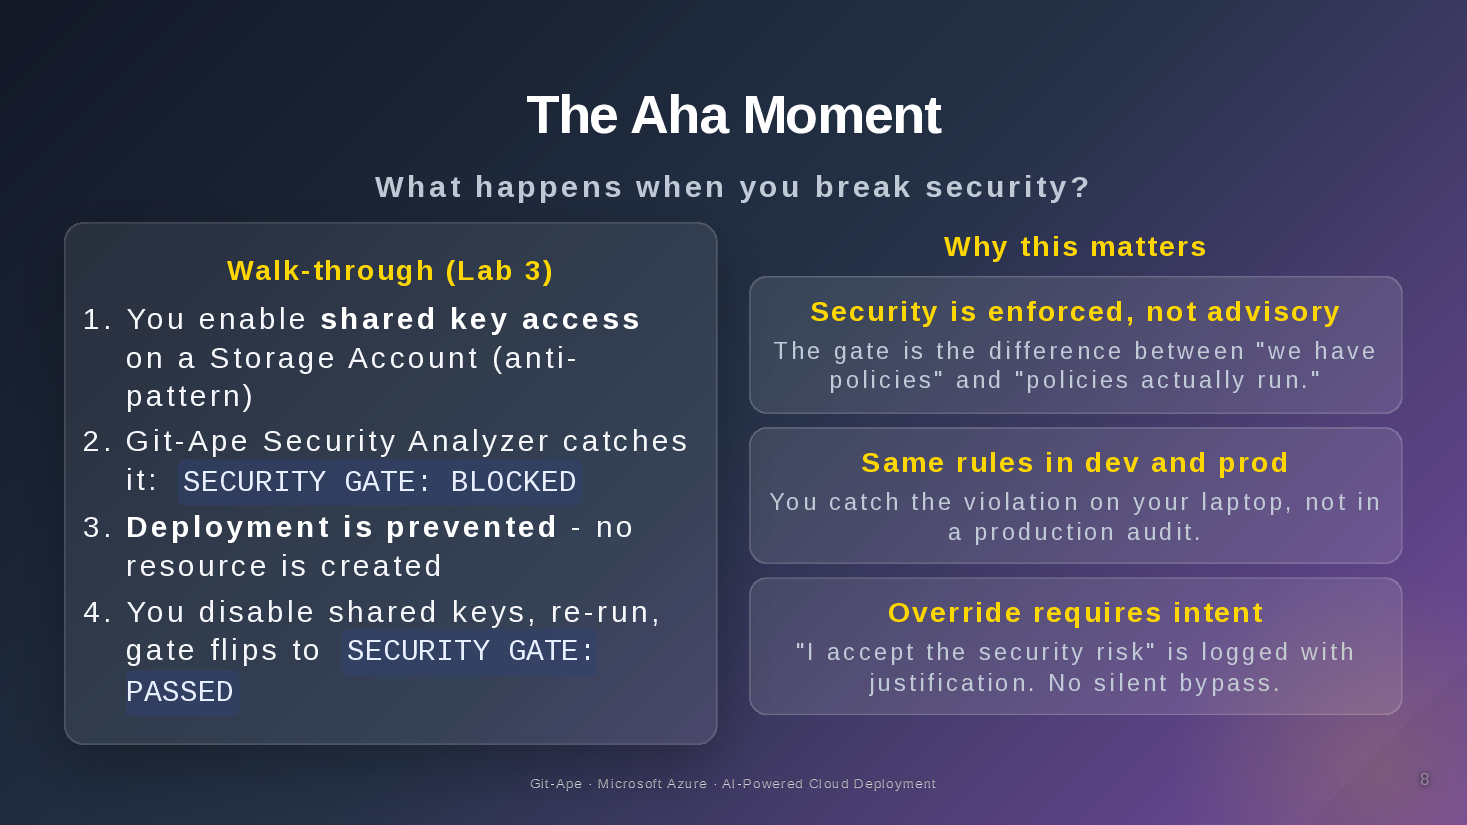 The Aha Moment
What happens when you break security?
Walk-through (Lab 3)
1. You enable shared key access
on a Storage Account (anti-
pattern)
2. Git-Ape Security Analyzer catches
it: SECURITY GATE: BLOCKED
3. Deployment is prevented - no
resource is created
4. You disable shared keys, re-run,
gate flips to SECURITY GATE:
PASSED
Why this matters
Security is enforced, not advisory
The gate is the difference between "we have
policies" and "policies actually run."
Same rules in dev and prod
You catch the violation on your laptop, not in
a production audit.
Override requires intent
"I accept the security risk" is logged with
justification. No silent bypass.
Git-Ape · Microsoft Azure · AI-Powered Cloud Deployment
8